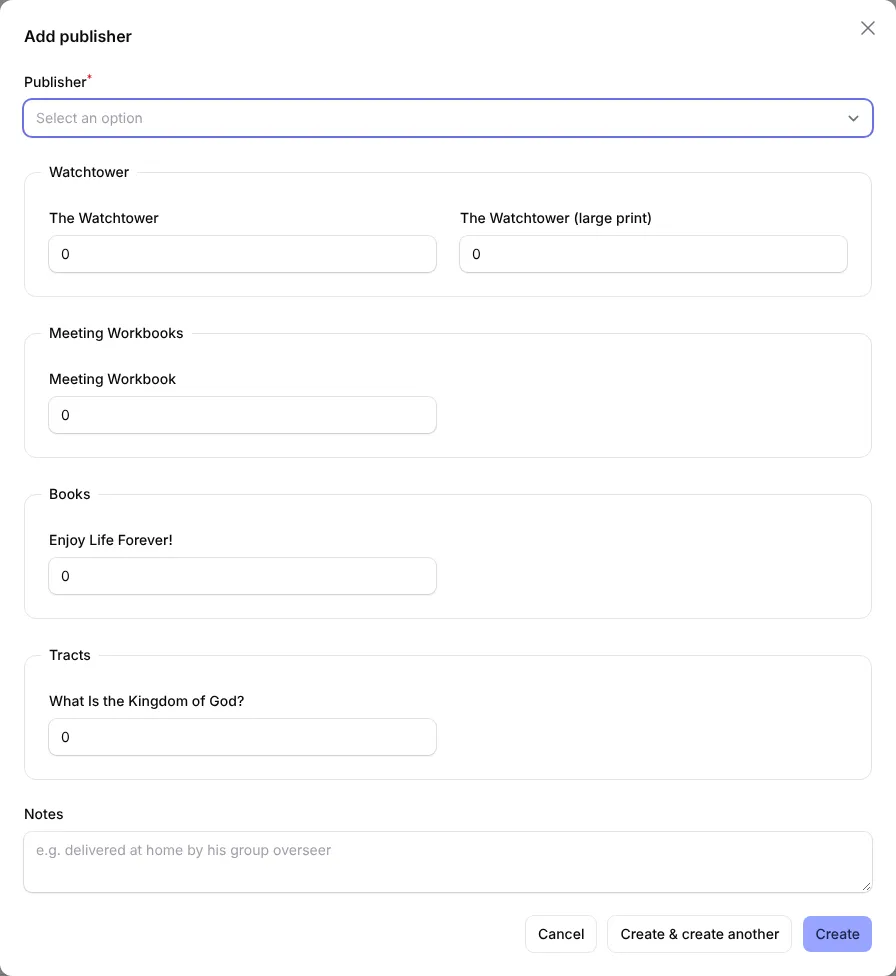 Add publisher
Publisher*
Select an option
Watchtower
The Watchtower
The Watchtower (large print)
0
0
Meeting Workbooks
Meeting Workbook
0
Books
Enjoy Life Forever!
0
Tracts
What Is the Kingdom of God?
0
Notes
e.g. delivered at home by his group overseer
Cancel
Create & create another
Create